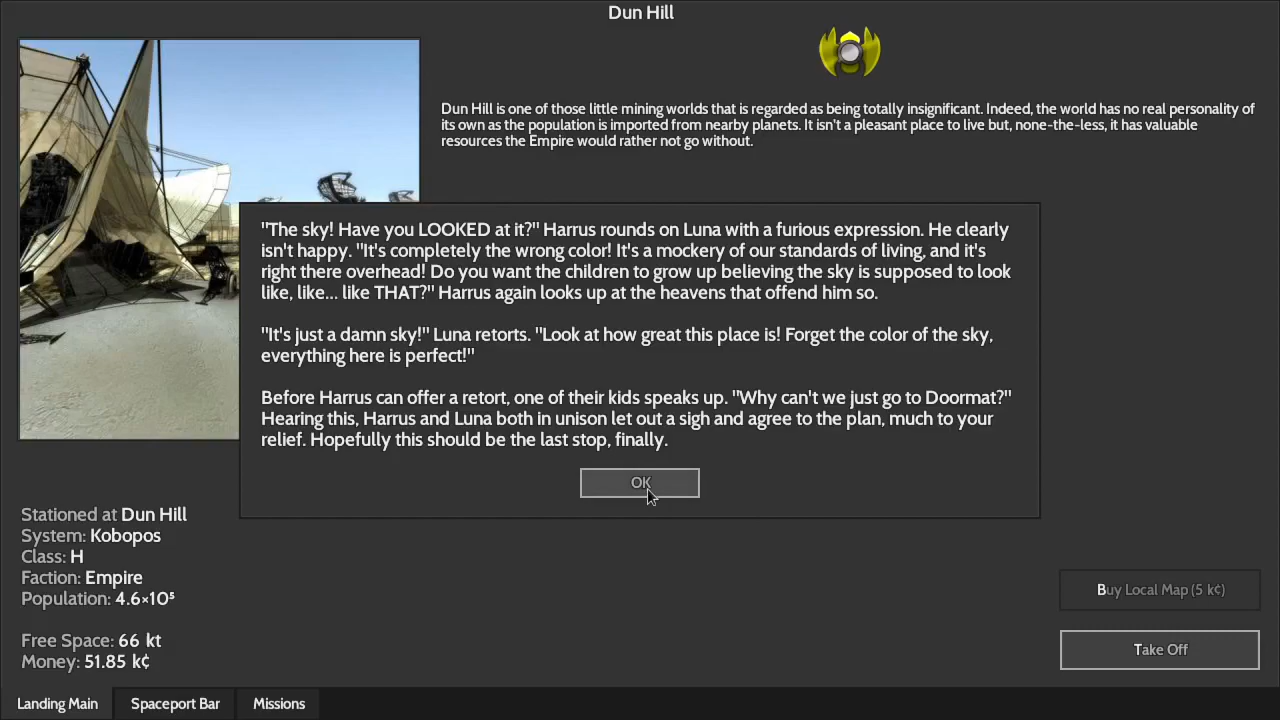 Dun Hill
Dun Hill is one of those little mining worlds that is regarded as being totally insignificant. Indeed, the world has no real personality of
its own as the population is imported from nearby planets. It isn't a pleasant place to live but, none-the-less, it has valuable
resources the Empire would rather not go without.
"The sky! Have you LOOKED at it?" Harrus rounds on Luna with a furious expression. He clearly
isn't happy. "It's completely the wrong color! It's a mockery of our standards of living, and it's
right there overhead! Do you want the children to grow up believing the sky is supposed to look
like, like... like THAT?" Harrus again looks up at the heavens that offend him so.
"It's just a damn sky!" Luna retorts. "Look at how great this place is! Forget the color of the sky,
everything here is perfect!"
Before Harrus can offer a retort, one of their kids speaks up. "Why can't we just go to Doormat?"
Hearing this, Harrus and Luna both in unison let out a sigh and agree to the plan, much to your
relief. Hopefully this should be the last stop, finally.
OK
Stationed at Dun Hill
System: Kobopos
Class: H
Faction: Empire
Population: 4.6×10⁵
Free Space: 66 kt
Money: 51.85 k¢
Buy Local Map (5 k¢)
Take Off
Landing Main
Spaceport Bar
Missions